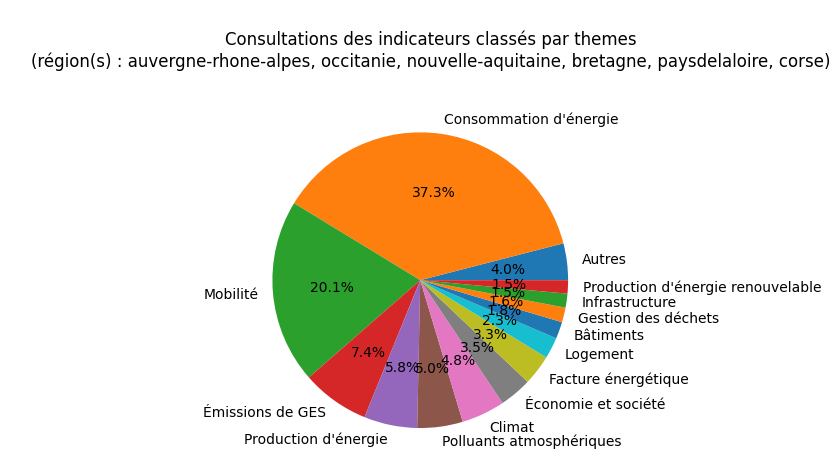 Consultations des indicateurs classés par themes
(région(s) : auvergne-rhone-alpes, occitanie, nouvelle-aquitaine, bretagne, paysdelaloire, corse)
Consommation d'énergie
37.3%
Autres
4.0%
Mobilité
20.1%
Production d'énergie renouvelable
1.5%
Infrastructure
1.5%
Gestion des déchets
1.6%
Bâtiments
1.8%
Logement
2.3%
Facture énergétique
3.3%
Économie et société
3.5%
Climat
4.8%
Polluants atmosphériques
5.0%
Production d'énergie
5.8%
Émissions de GES
7.4%